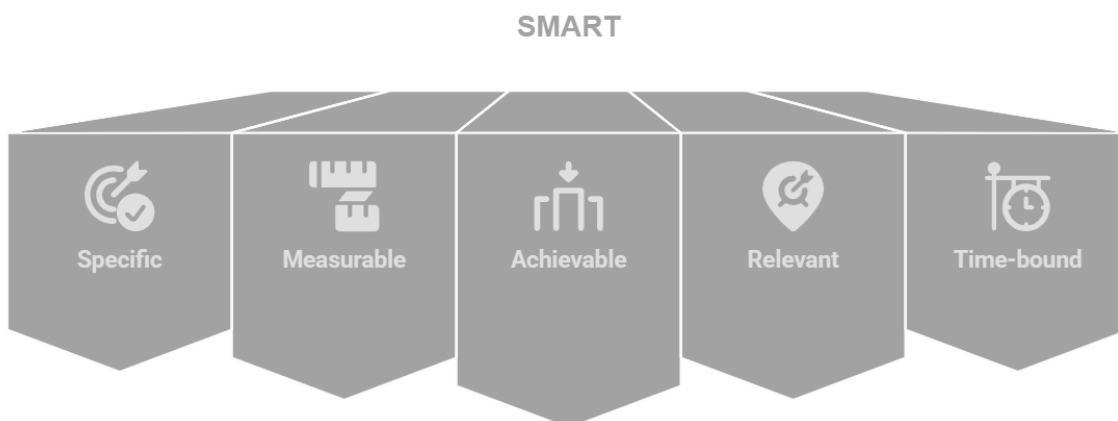 SMART
Specific
Measurable
Achievable
Relevant
Time-bound